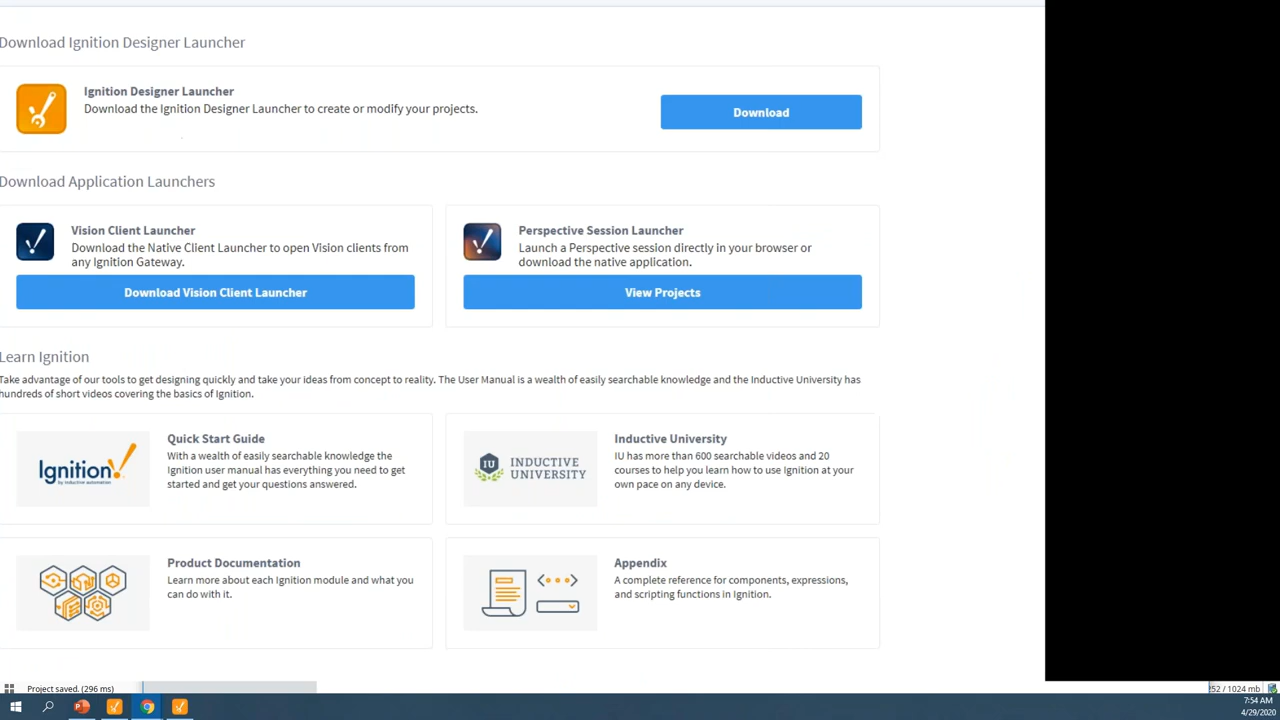 Download Ignition Designer Launcher
Ignition Designer Launcher
Download the Ignition Designer Launcher to create or modify your projects.
Download
Download Application Launchers
Vision Client Launcher
Download the Native Client Launcher to open Vision clients from
any Ignition Gateway.
Download Vision Client Launcher
Perspective Session Launcher
Launch a Perspective session directly in your browser or
download the native application.
View Projects
Learn Ignition
Take advantage of our tools to get designing quickly and take your ideas from concept to reality. The User Manual is a wealth of easily searchable knowledge and the Inductive University has
hundreds of short videos covering the basics of Ignition.
Ignition!
by inductive automation
Quick Start Guide
With a wealth of easily searchable knowledge the
Ignition user manual has everything you need to get
started and get your questions answered.
IU
INDUCTIVE
UNIVERSITY
Inductive University
IU has more than 600 searchable videos and 20
courses to help you learn how to use Ignition at your
own pace on any device.
Product Documentation
Learn more about each Ignition module and what you
can do with it.
Appendix
A complete reference for components, expressions,
and scripting functions in Ignition.
Project saved. (296 ms)
252 / 1024 mb
7:54 AM
4/29/2020